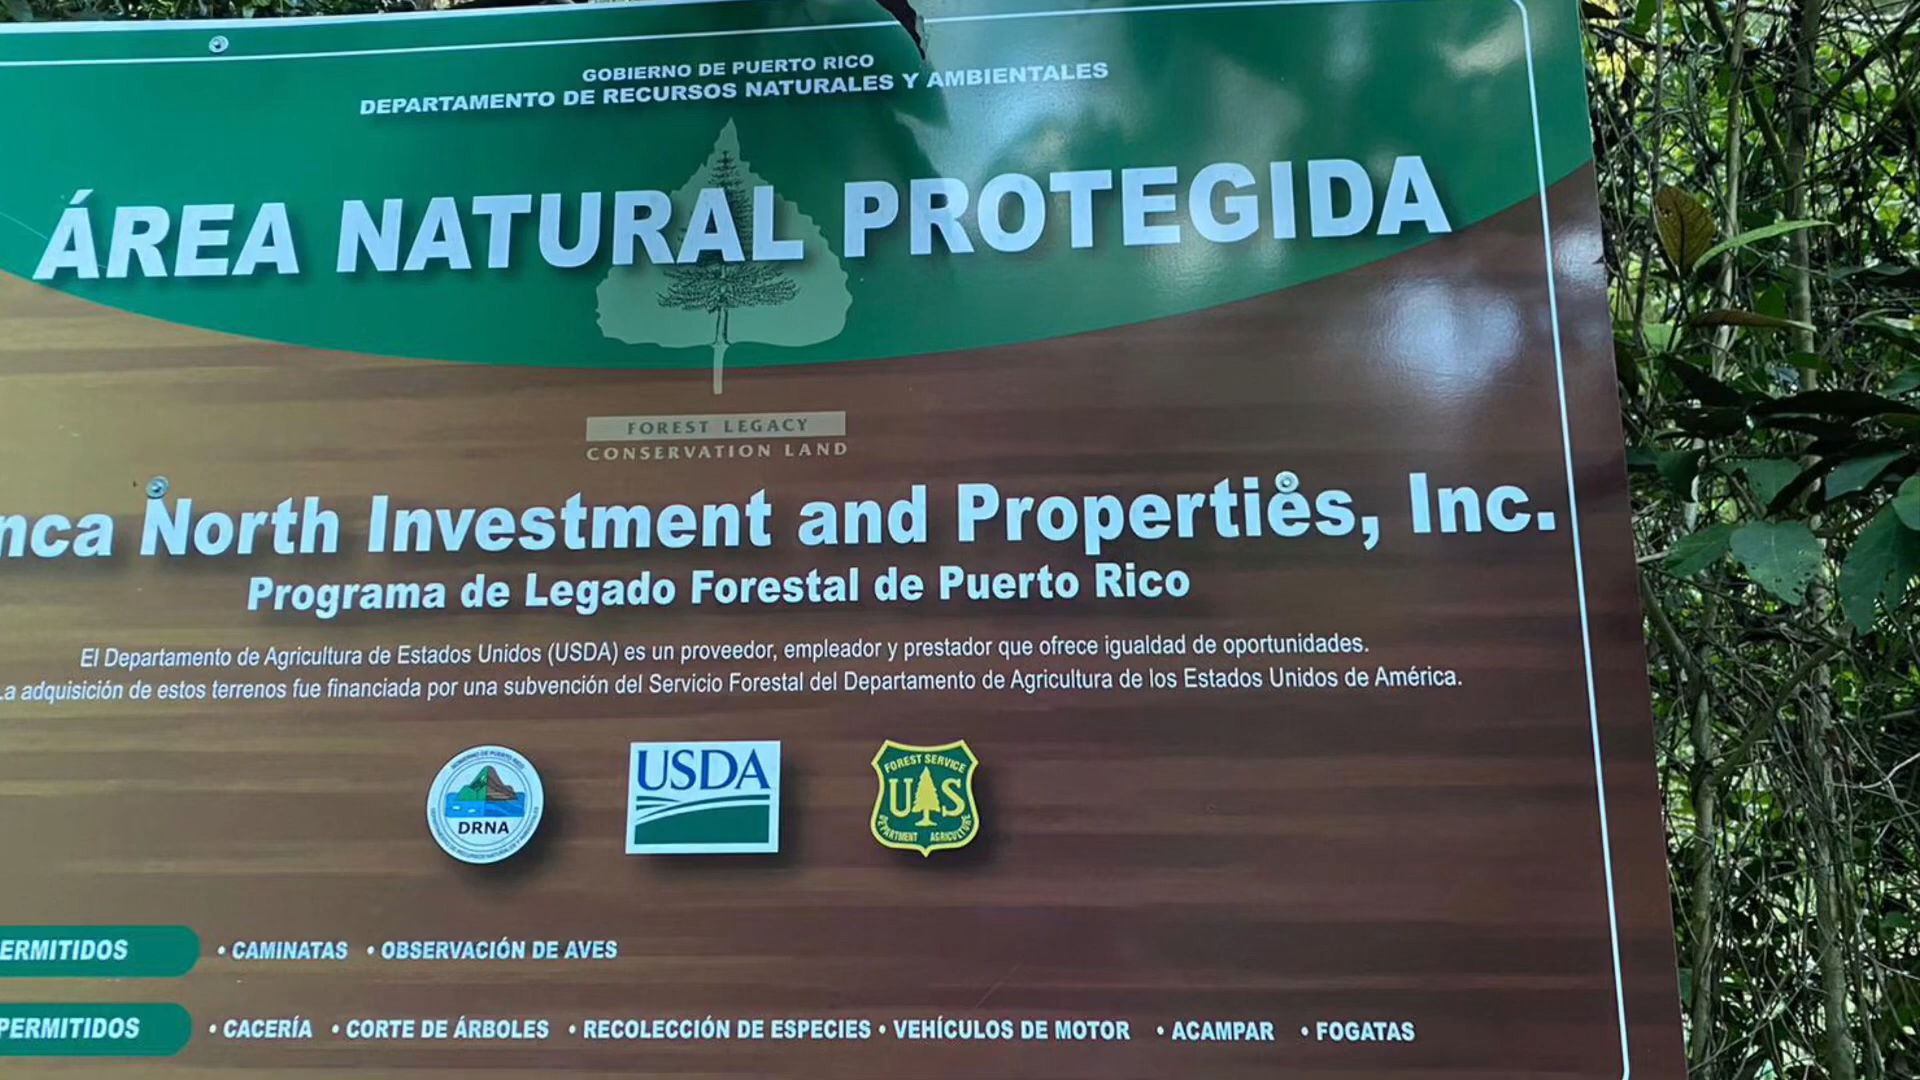 GOBIERNO DE PUERTO RICO
DEPARTAMENTO DE RECURSOS NATURALES Y AMBIENTALES
ÁREA NATURAL PROTEGIDA
FOREST LEGACY
CONSERVATION LAND
nca North Investment and Properties, Inc.
Programa de Legado Forestal de Puerto Rico
El Departamento de Agricultura de Estados Unidos (USDA) es un proveedor, empleador y prestador que ofrece igualdad de oportunidades.
La adquisición de estos terrenos fue financiada por una subvención del Servicio Forestal del Departamento de Agricultura de los Estados Unidos de América.
DRNA
USDA
FOREST SERVICE
US
DEPARTMENT AGRICULTURE
ERMITIDOS • CAMINATAS • OBSERVACIÓN DE AVES
PERMITIDOS • CACERÍA • CORTE DE ÁRBOLES • RECOLECCIÓN DE ESPECIES • VEHÍCULOS DE MOTOR • ACAMPAR • FOGATAS